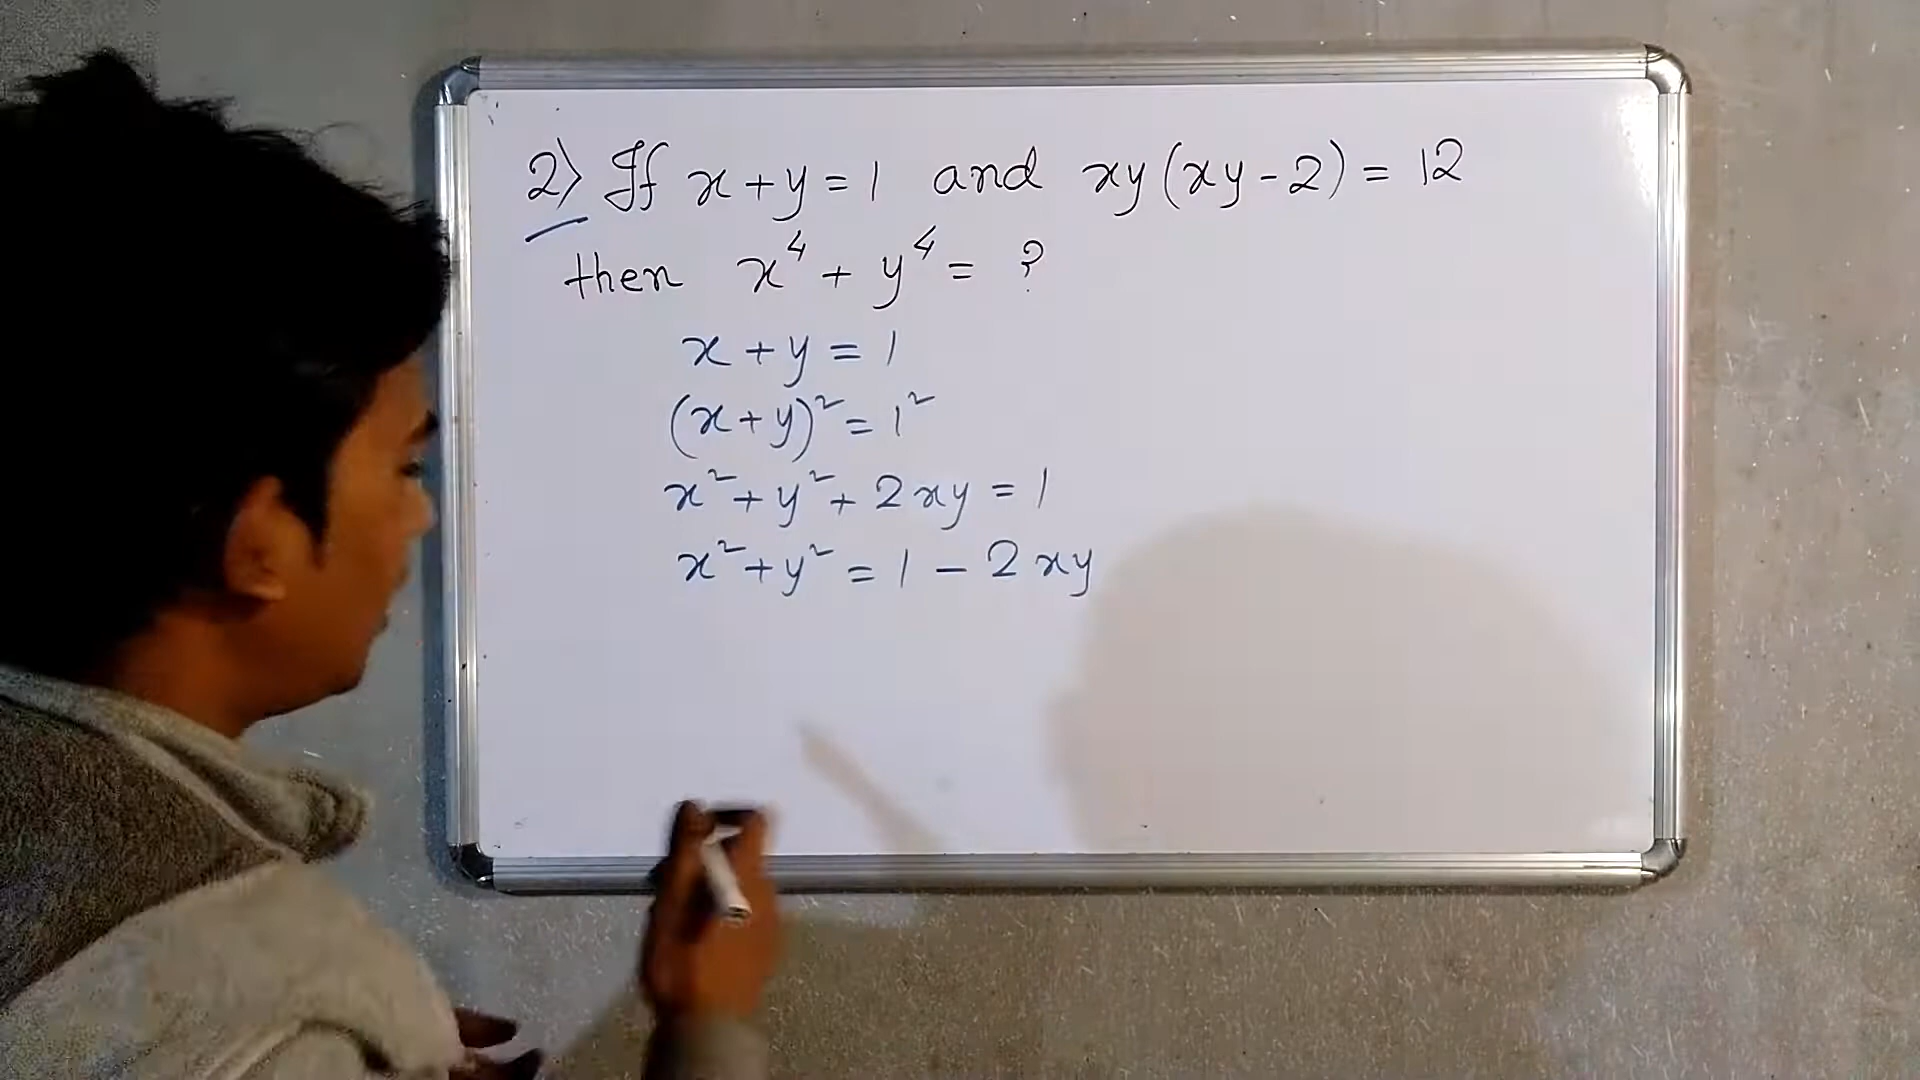 2) If x + y = 1 and xy (xy - 2) = 12
then x⁴ + y⁴ = ?
x + y = 1
(x + y)² = 1²
x² + y² + 2xy = 1
x² + y² = 1 - 2xy